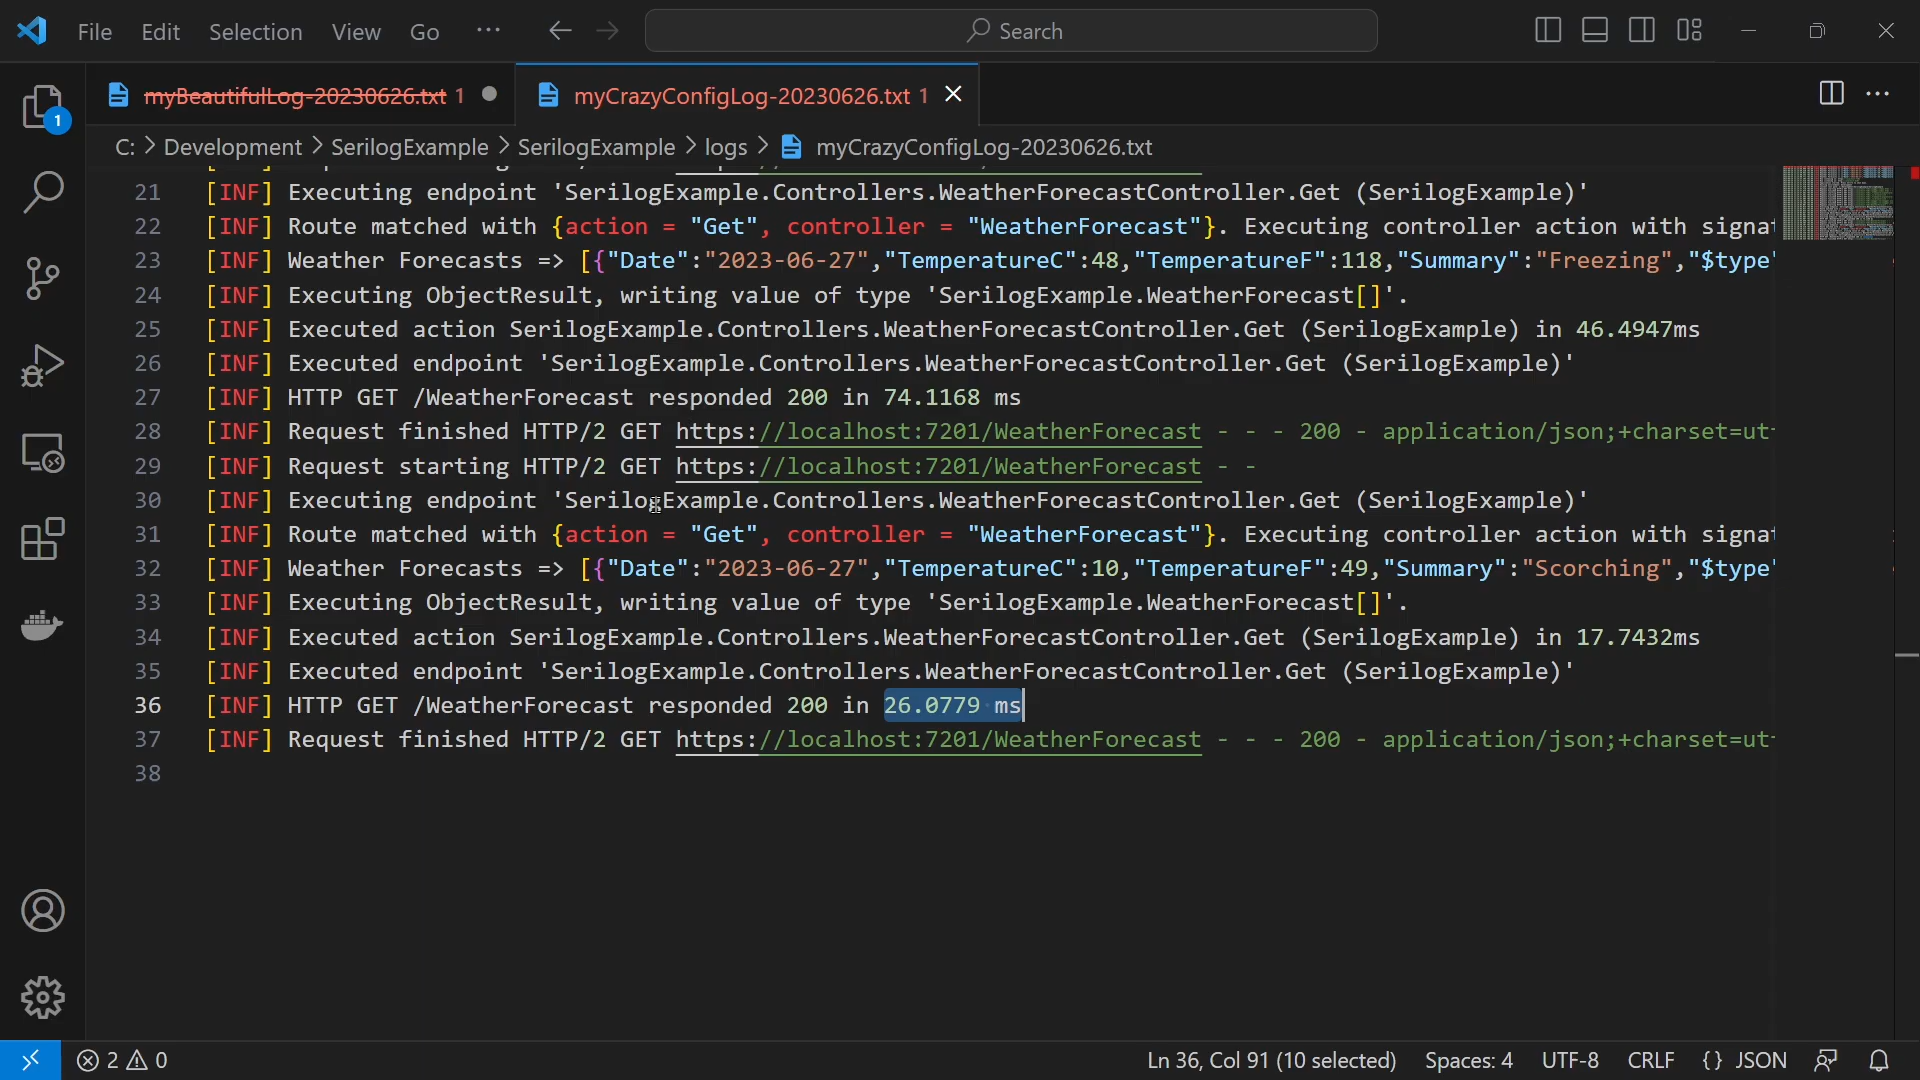 File Edit Selection View Go ··· Search
myBeautifulLog-20230626.txt 1 myCrazyConfigLog-20230626.txt 1
C: > Development > SerilogExample > SerilogExample > logs > myCrazyConfigLog-20230626.txt
1
21 [INF] Executing endpoint 'SerilogExample.Controllers.WeatherForecastController.Get (SerilogExample)'
22 [INF] Route matched with {action = "Get", controller = "WeatherForecast"}. Executing controller action with signat
23 [INF] Weather Forecasts => [{"Date":"2023-06-27","TemperatureC":48,"TemperatureF":118,"Summary":"Freezing","$type"
24 [INF] Executing ObjectResult, writing value of type 'SerilogExample.WeatherForecast[]'.
25 [INF] Executed action SerilogExample.Controllers.WeatherForecastController.Get (SerilogExample) in 46.4947ms
26 [INF] Executed endpoint 'SerilogExample.Controllers.WeatherForecastController.Get (SerilogExample)'
27 [INF] HTTP GET /WeatherForecast responded 200 in 74.1168 ms
28 [INF] Request finished HTTP/2 GET https://localhost:7201/WeatherForecast - - - 200 - application/json;+charset=ut
29 [INF] Request starting HTTP/2 GET https://localhost:7201/WeatherForecast - -
30 [INF] Executing endpoint 'SerilogExample.Controllers.WeatherForecastController.Get (SerilogExample)'
31 [INF] Route matched with {action = "Get", controller = "WeatherForecast"}. Executing controller action with signat
32 [INF] Weather Forecasts => [{"Date":"2023-06-27","TemperatureC":10,"TemperatureF":49,"Summary":"Scorching","$type"
33 [INF] Executing ObjectResult, writing value of type 'SerilogExample.WeatherForecast[]'.
34 [INF] Executed action SerilogExample.Controllers.WeatherForecastController.Get (SerilogExample) in 17.7432ms
35 [INF] Executed endpoint 'SerilogExample.Controllers.WeatherForecastController.Get (SerilogExample)'
36 [INF] HTTP GET /WeatherForecast responded 200 in 26.0779 ms
37 [INF] Request finished HTTP/2 GET https://localhost:7201/WeatherForecast - - - 200 - application/json;+charset=ut
38
2 0 Ln 36, Col 91 (10 selected) Spaces: 4 UTF-8 CRLF {} JSON